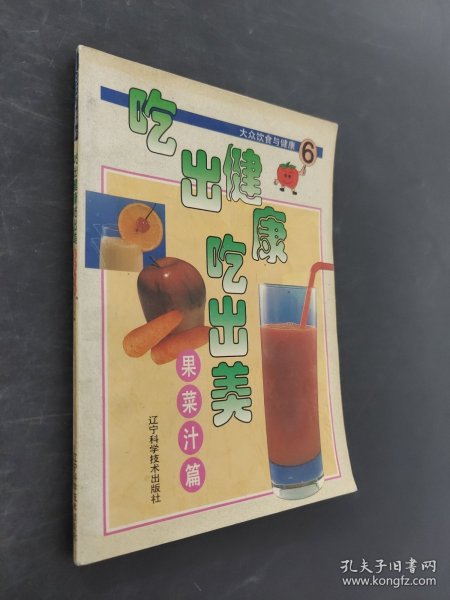 大众饮食与健康
6
吃出健康
吃出美
果菜汁篇
辽宁科学技术出版社
孔夫子旧书网
www.kongfz.com